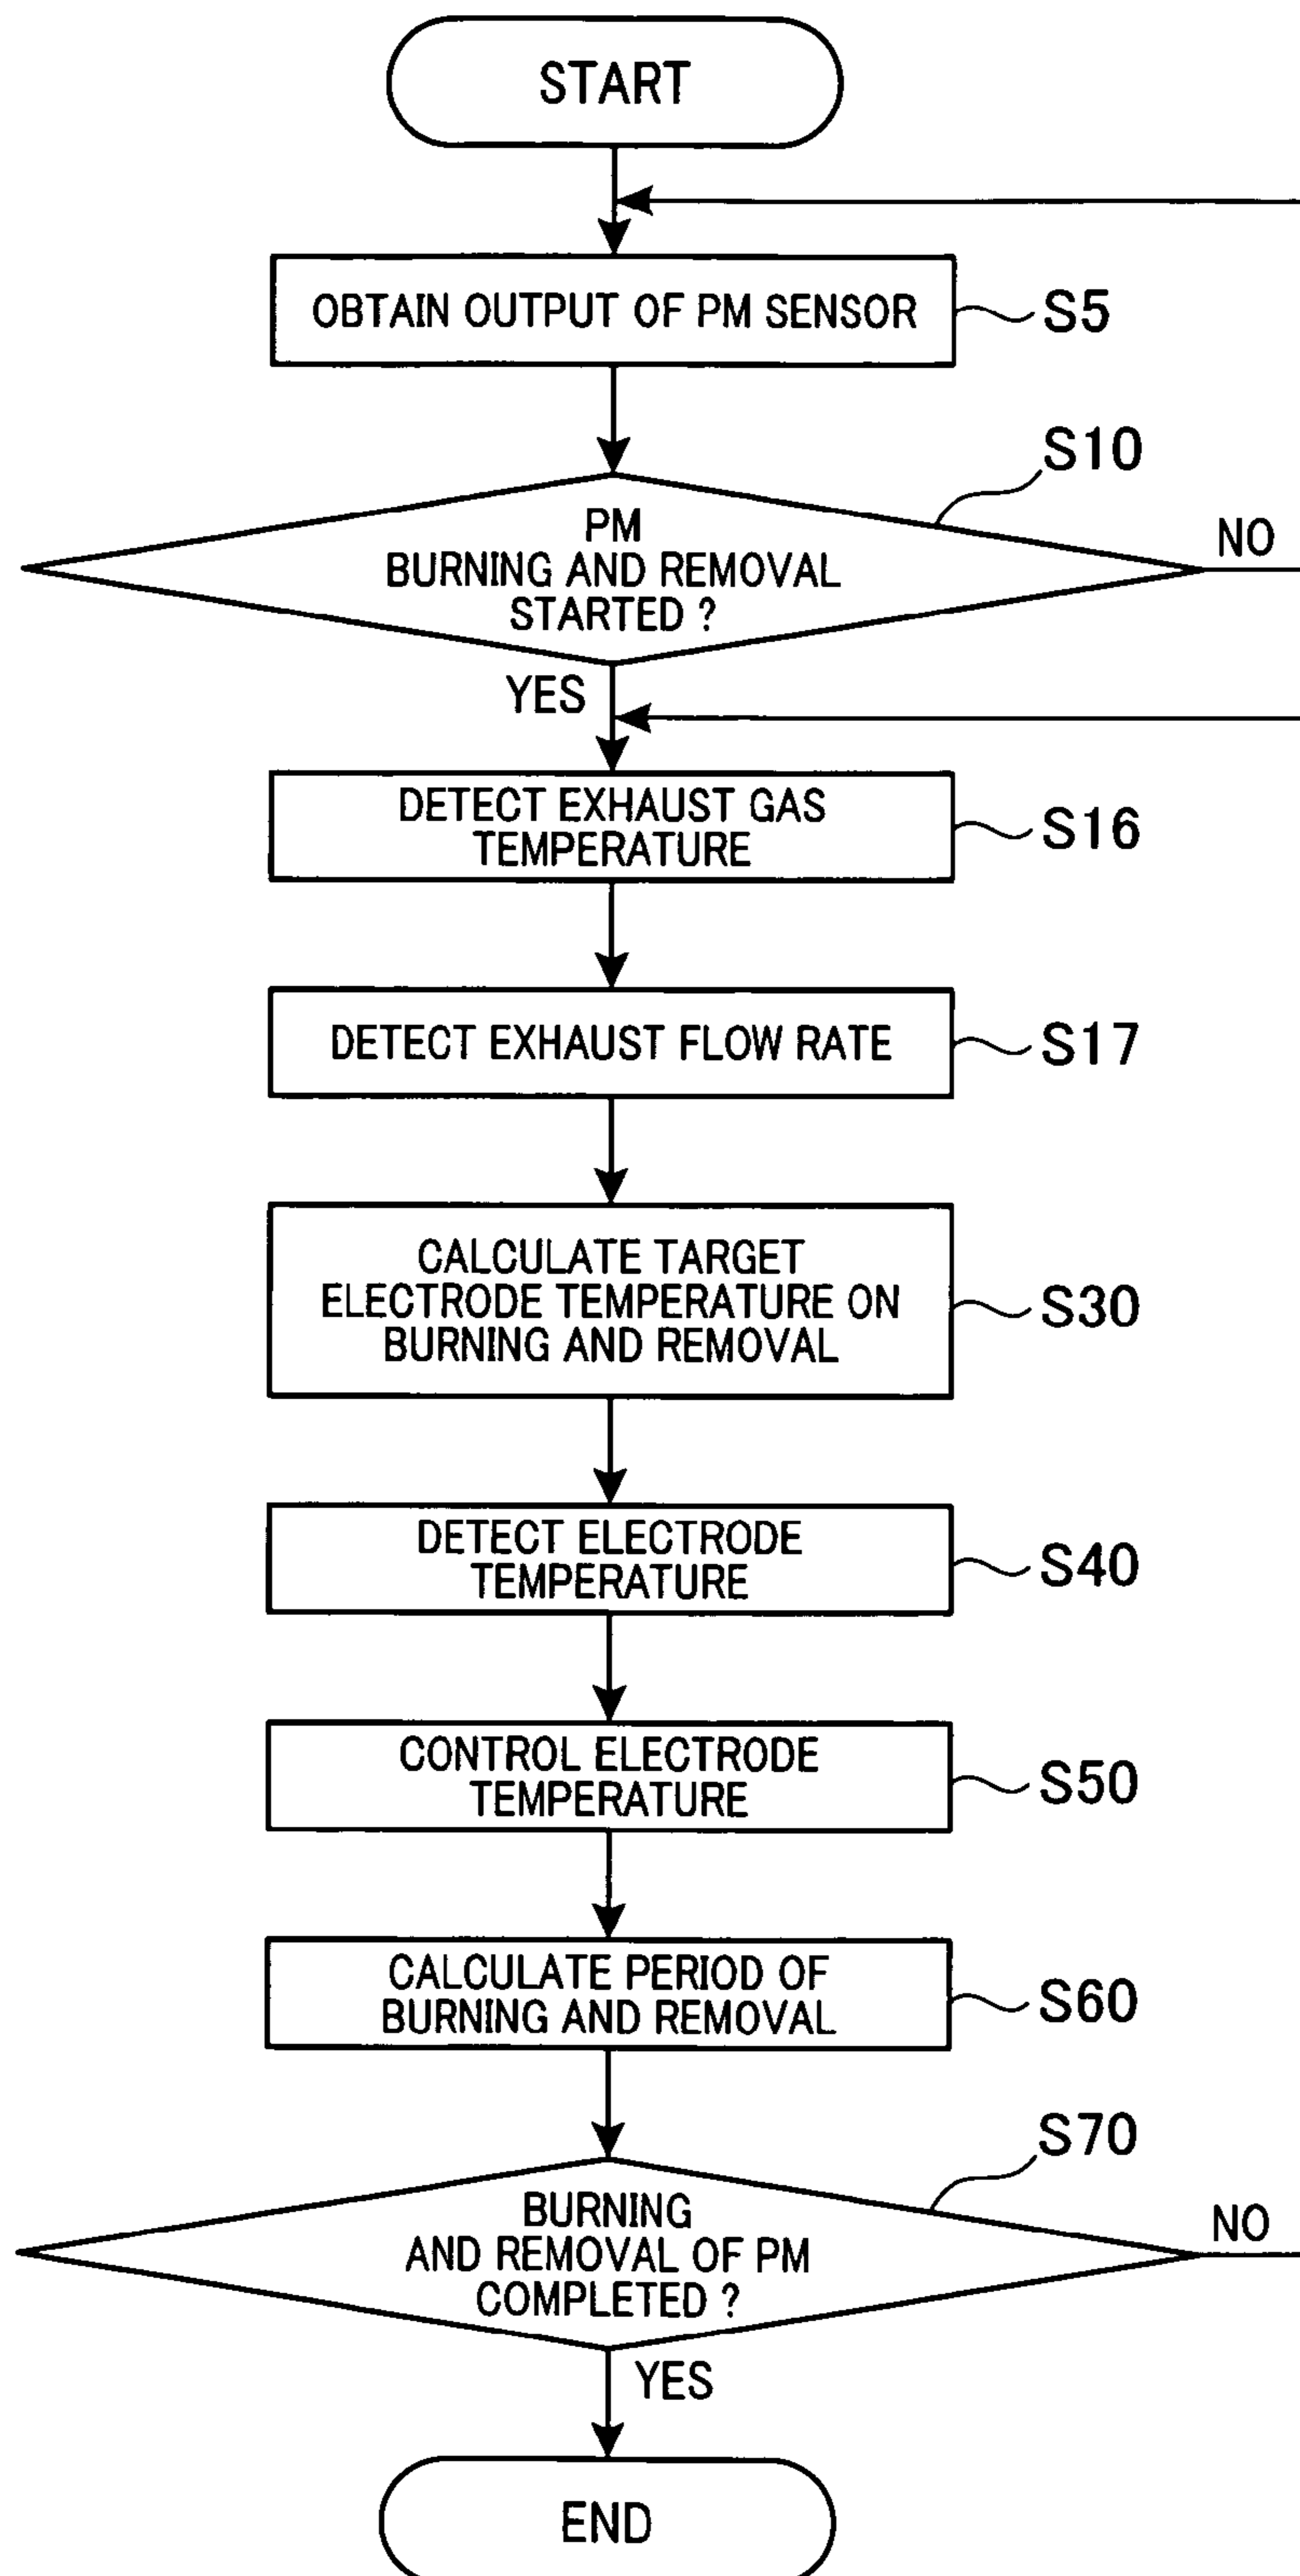 START
OBTAIN OUTPUT OF PM SENSOR
S5
S10
PM
BURNING AND REMOVAL
STARTED ?
NO
YES
DETECT EXHAUST GAS
TEMPERATURE
S16
DETECT EXHAUST FLOW RATE
S17
CALCULATE TARGET
ELECTRODE TEMPERATURE ON
BURNING AND REMOVAL
S30
DETECT ELECTRODE
TEMPERATURE
S40
CONTROL ELECTRODE
TEMPERATURE
S50
CALCULATE PERIOD OF
BURNING AND REMOVAL
S60
S70
BURNING
AND REMOVAL OF PM
COMPLETED ?
NO
YES
END